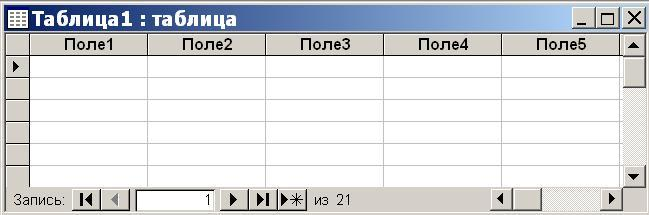 Таблица1 : таблица
Поле1 Поле2 Поле3 Поле4 Поле5
Запись: 1 из 21